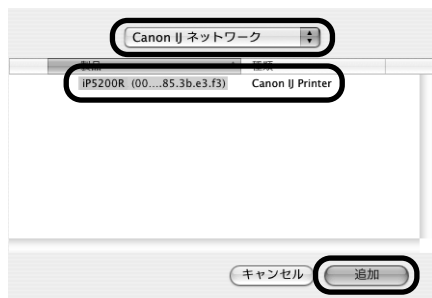 Canon IJ ネットワーク
製品 種類
iP5200R (00....85.3b.e3.f3) Canon IJ Printer
キャンセル 追加